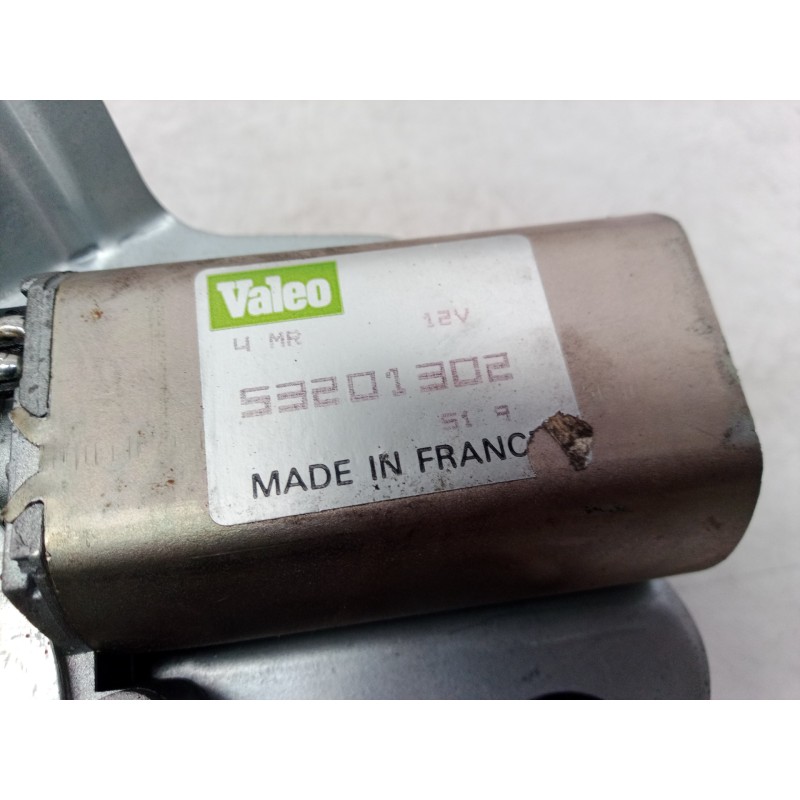 Valeo
4 MR 12V
53201302
51 9
MADE IN FRANC